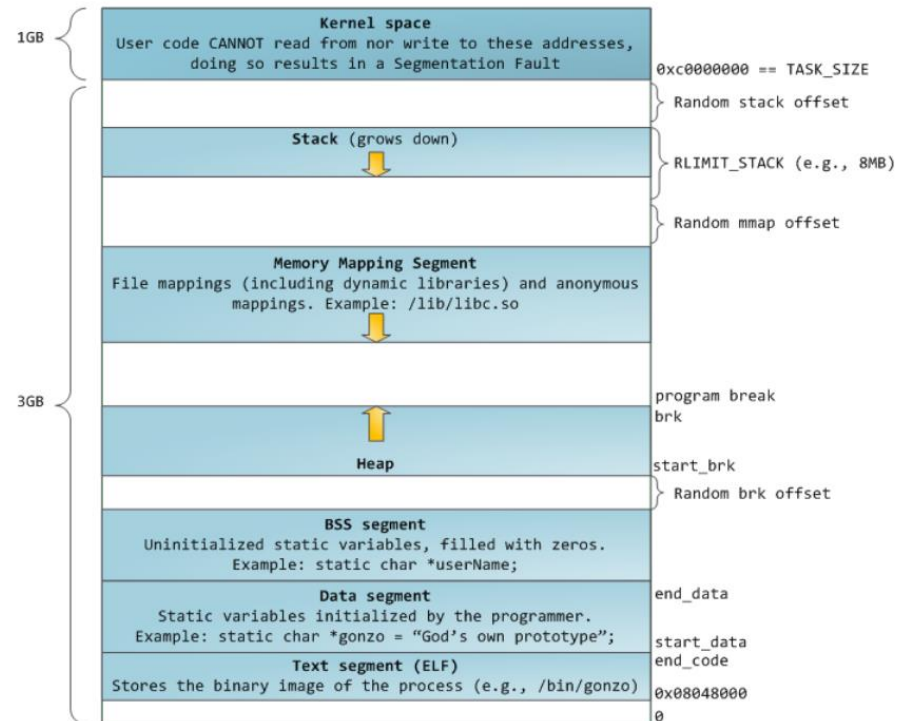 Kernel space
1GB
User code CANNOT read from nor write to these addresses,
doing so results in a Segmentation Fault
0xc0000000 == TASK_SIZE
Random stack offset
Stack (grows down)
RLIMIT_STACK (e.g., 8MB)
Random mmap offset
Memory Mapping Segment
File mappings (including dynamic libraries) and anonymous
mappings. Example: /lib/libc.so
3GB
program break
brk
Heap
start_brk
Random brk offset
BSS segment
Uninitialized static variables, filled with zeros.
Example: static char *userName;
Data segment
end_data
Static variables initialized by the programmer.
Example: static char *gonzo = “God’s own prototype”;
start_data
end_code
Text segment (ELF)
Stores the binary image of the process (e.g., /bin/gonzo)
0x08048000
0